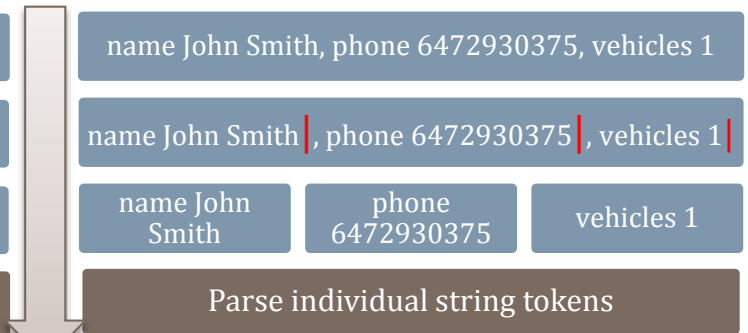 name John Smith, phone 6472930375, vehicles 1
name John Smith , phone 6472930375 , vehicles 1
name John
Smith
phone
6472930375
vehicles 1
Parse individual string tokens